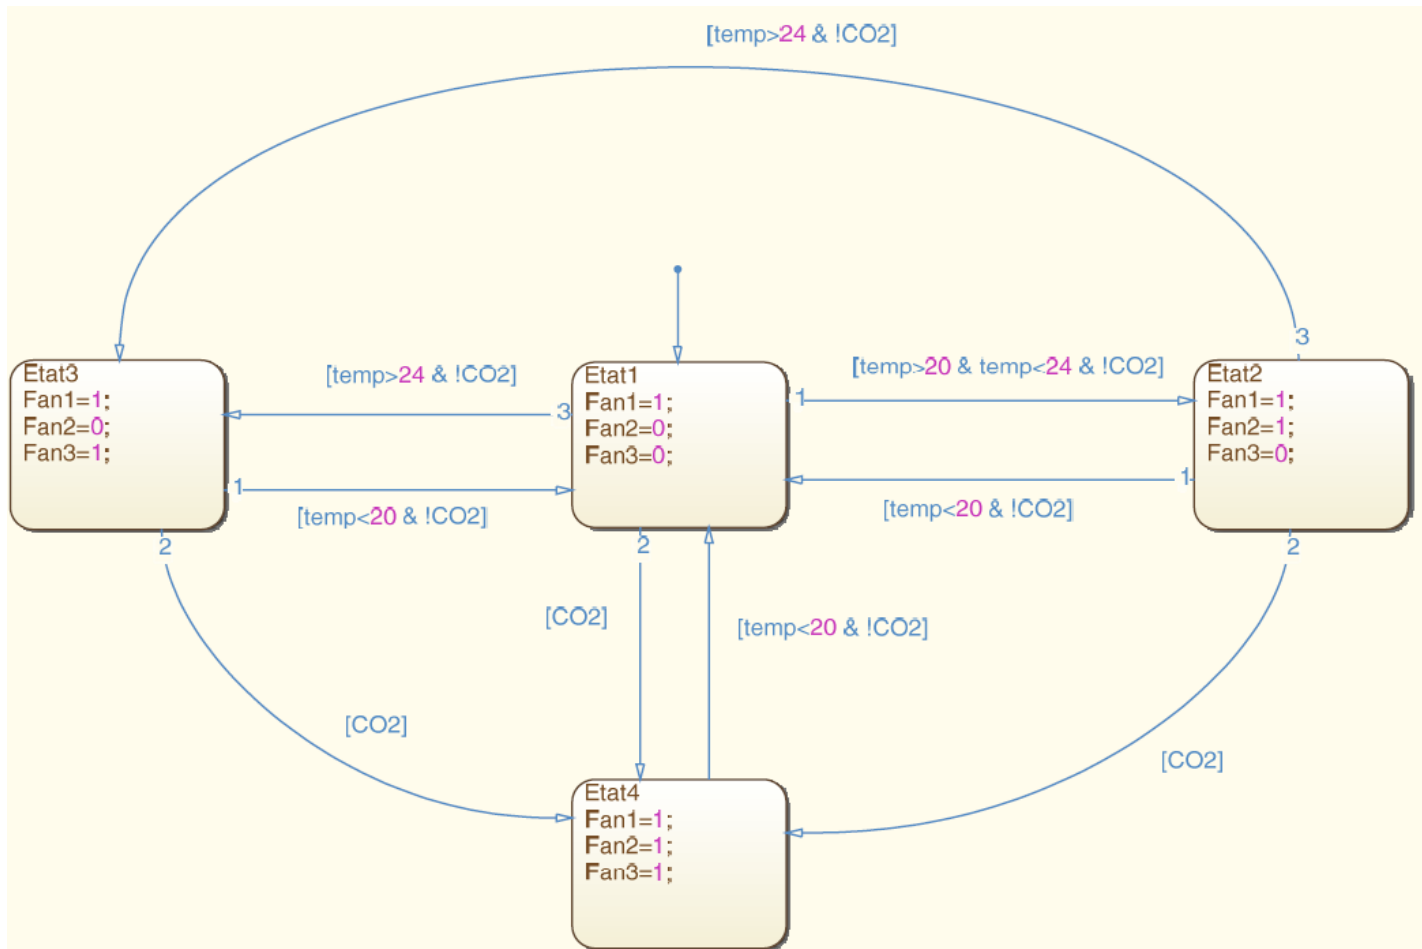 [temp>24 & !CO2]
3
Etat3
Fan1=1;
Fan2=0;
Fan3=1;
[temp>24 & !CO2]
3
1
[temp<20 & !CO2]
2
Etat1
Fan1=1;
Fan2=0;
Fan3=0;
2
[temp>20 & temp<24 & !CO2]
1
1
[temp<20 & !CO2]
Etat2
Fan1=1;
Fan2=1;
Fan3=0;
2
[CO2]
[temp<20 & !CO2]
[CO2]
[CO2]
Etat4
Fan1=1;
Fan2=1;
Fan3=1;